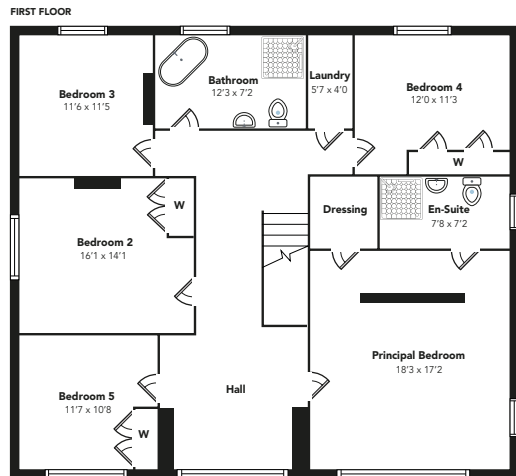 FIRST FLOOR
Bedroom 3
11'6 x 11'5
Bathroom
12'3 x 7'2
Laundry
5'7 x 4'0
Bedroom 4
12'0 x 11'3
W
W
Dressing
En-Suite
7'8 x 7'2
Bedroom 2
16'1 x 14'1
Principal Bedroom
18'3 x 17'2
Bedroom 5
11'7 x 10'8
Hall
W